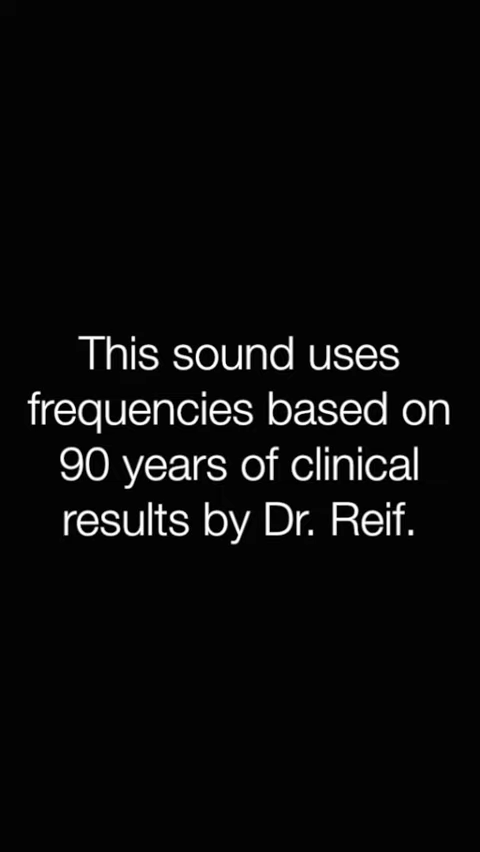 This sound uses
frequencies based on
90 years of clinical
results by Dr. Reif.